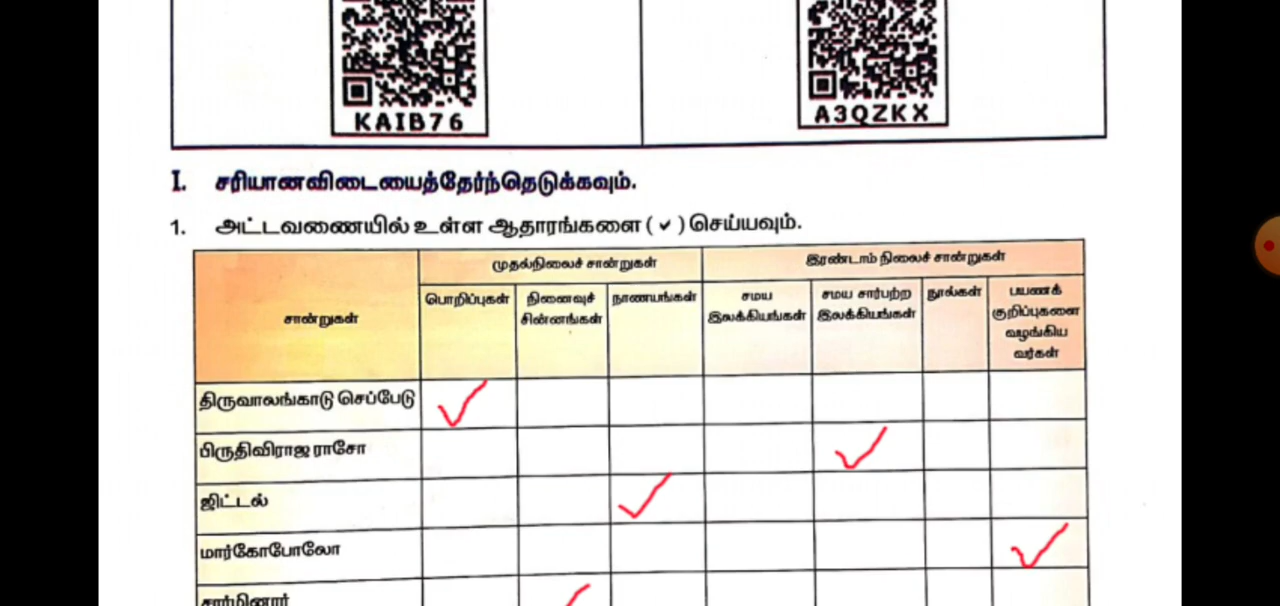 KAIB76
A3QZKX
I. சரியானவிடையைத்தேர்ந்தெடுக்கவும்.
1. அட்டவணையில் உள்ள ஆதாரங்களை ( ✓ ) செய்யவும்.
சான்றுகள்
முதல்நிலைச் சான்றுகள்
இரண்டாம் நிலைச் சான்றுகள்
பொறிப்புகள்
நினைவுச்
சின்னங்கள்
நாணயங்கள்
சமய
இலக்கியங்கள்
சமய சார்பற்ற
இலக்கியங்கள்
நூல்கள்
பயணக்
குறிப்புகளை
வழங்கிய
வர்கள்
திருவாலங்காடு செப்பேடு
பிருதிவிராஜ ராசோ
ஜிட்டல்
மார்கோபோலோ
சார்மினார்